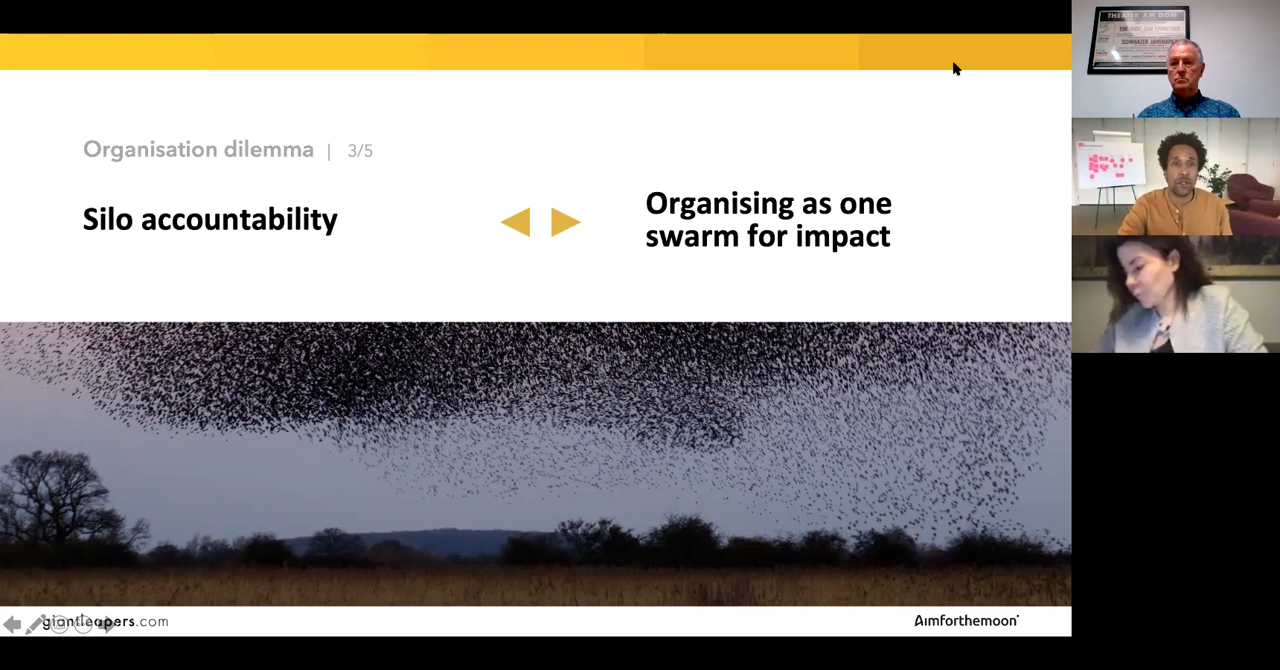 Organisation dilemma | 3/5
Silo accountability
Organising as one
swarm for impact
giantleapers.com
Aimforthemoon
THEATER AM DOM